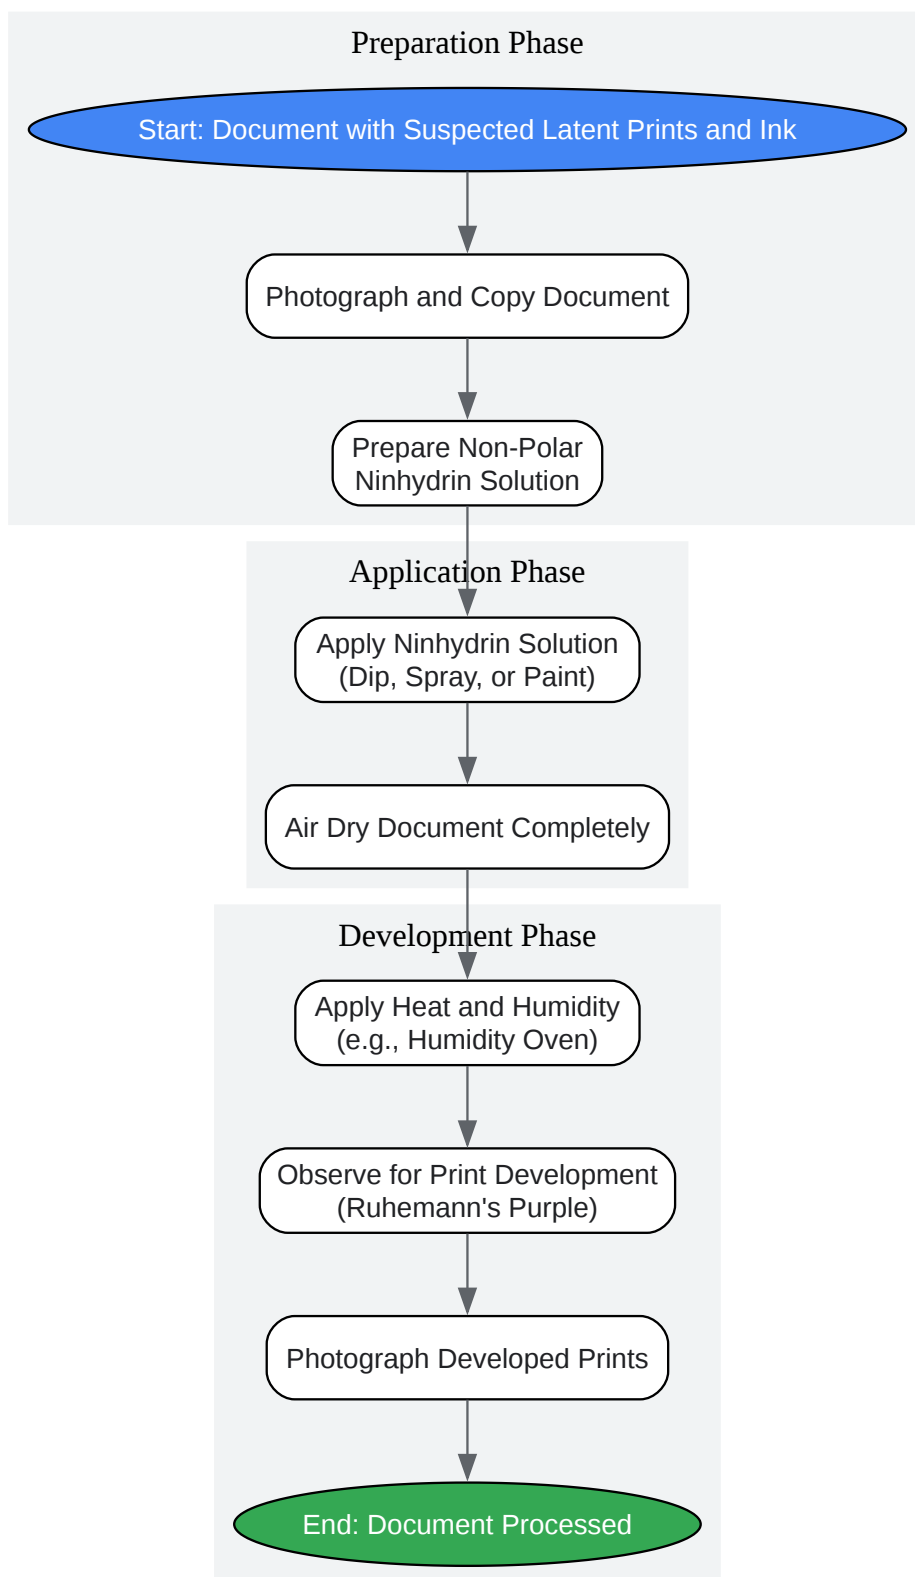 Preparation Phase
Start: Document with Suspected Latent Prints and Ink
Photograph and Copy Document
Prepare Non-Polar
Ninhydrin Solution
Application Phase
Apply Ninhydrin Solution
(Dip, Spray, or Paint)
Air Dry Document Completely
Development Phase
Apply Heat and Humidity
(e.g., Humidity Oven)
Observe for Print Development
(Ruhemann's Purple)
Photograph Developed Prints
End: Document Processed